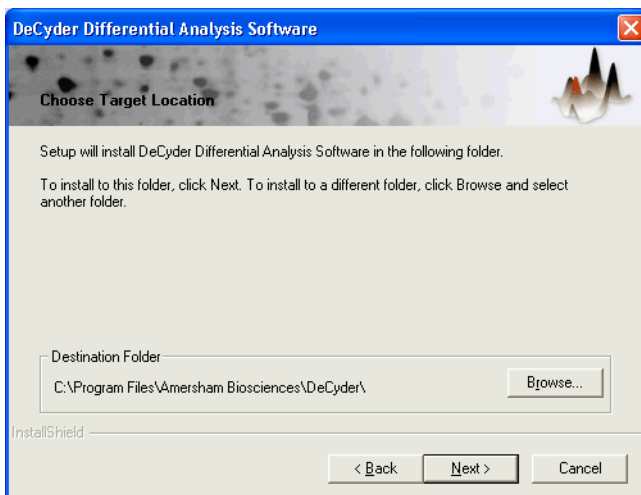 DeCyder Differential Analysis Software
Choose Target Location
Setup will install DeCyder Differential Analysis Software in the following folder.
To install to this folder, click Next. To install to a different folder, click Browse and select
another folder.
Destination Folder
C:\Program Files\Amersham Biosciences\DeCyder\
Browse...
InstallShield
< Back
Next >
Cancel